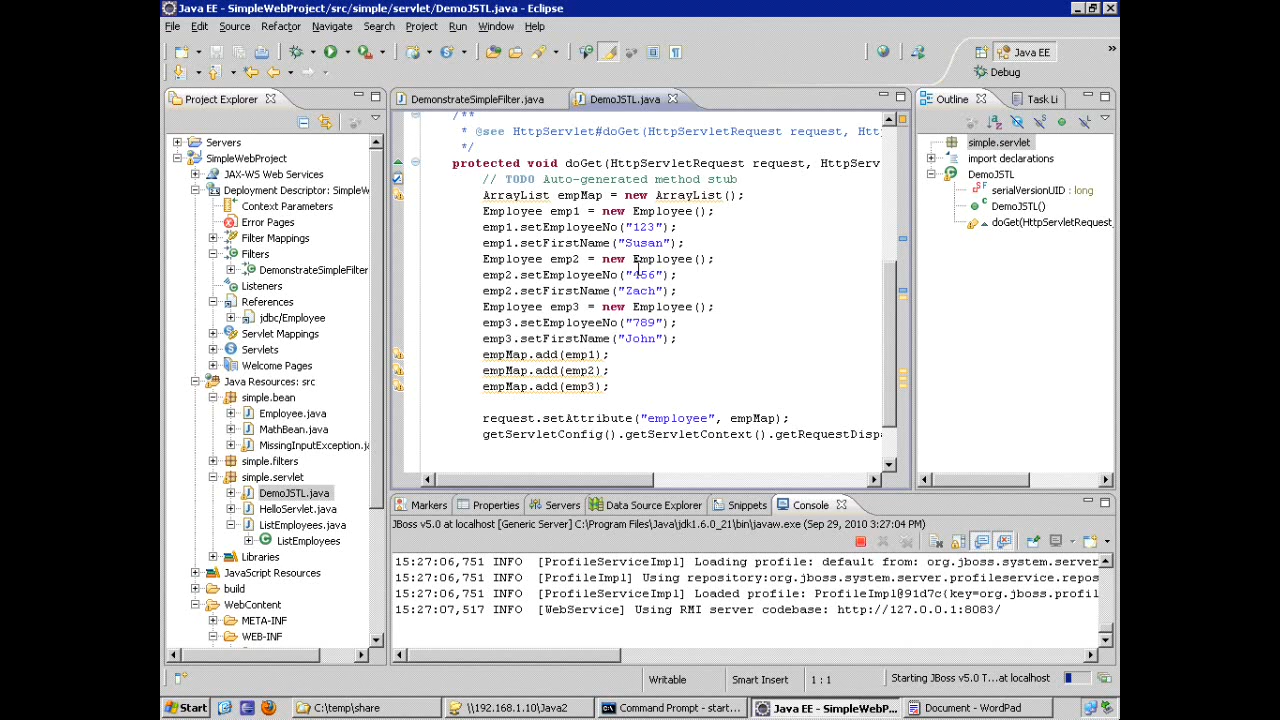 Java EE - SimpleWebProject/src/simple/servlet/DemoJSTL.java - Eclipse
File Edit Source Refactor Navigate Search Project Run Window Help
Java EE
Debug
Project Explorer
Servers
SimpleWebProject
JAX-WS Web Services
Deployment Descriptor: SimpleW
Context Parameters
Error Pages
Filter Mappings
Filters
DemonstrateSimpleFilter
Listeners
References
jdbc/Employee
Servlet Mappings
Servlets
Welcome Pages
Java Resources: src
simple.bean
Employee.java
MathBean.java
MissingInputException.j
simple.filters
simple.servlet
DemoJSTL.java
HelloServlet.java
ListEmployees.java
ListEmployees
Libraries
JavaScript Resources
build
WebContent
META-INF
WEB-INF
DemonstrateSimpleFilter.java DemoJSTL.java
/**
* @see HttpServlet#doGet(HttpServletRequest request, Htt
*/
protected void doGet(HttpServletRequest request, HttpServ
// TODO Auto-generated method stub
ArrayList empMap = new ArrayList();
Employee emp1 = new Employee();
emp1.setEmployeeNo("123");
emp1.setFirstName("Susan");
Employee emp2 = new Employee();
emp2.setEmployeeNo("456");
emp2.setFirstName("Zach");
Employee emp3 = new Employee();
emp3.setEmployeeNo("789");
emp3.setFirstName("John");
empMap.add(emp1);
empMap.add(emp2);
empMap.add(emp3);
request.setAttribute("employee", empMap);
getServletConfig().getServletContext().getRequestDispa
Outline Task Li
simple.servlet
import declarations
DemoJSTL
serialVersionUID : long
DemoJSTL()
doGet(HttpServletRequest
Markers Properties Servers Data Source Explorer Snippets Console
JBoss v5.0 at localhost [Generic Server] C:\Program Files\Java\jdk1.6.0_21\bin\javaw.exe (Sep 29, 2010 3:27:04 PM)
15:27:06,751 INFO [ProfileServiceImpl] Loading profile: default from: org.jboss.system.server
15:27:06,751 INFO [ProfileImpl] Using repository:org.jboss.system.server.profileservice.repos
15:27:06,751 INFO [ProfileServiceImpl] Loaded profile: ProfileImpl@91d7c{key=org.jboss.profil
15:27:07,517 INFO [WebService] Using RMI server codebase: http://127.0.0.1:8083/
Writable Smart Insert 1 : 1 Starting JBoss v5.0 T...at localhost
Start C:\temp\share \\192.168.1.10\Java2 Command Prompt - start... Java EE - SimpleWebP... Document - WordPad